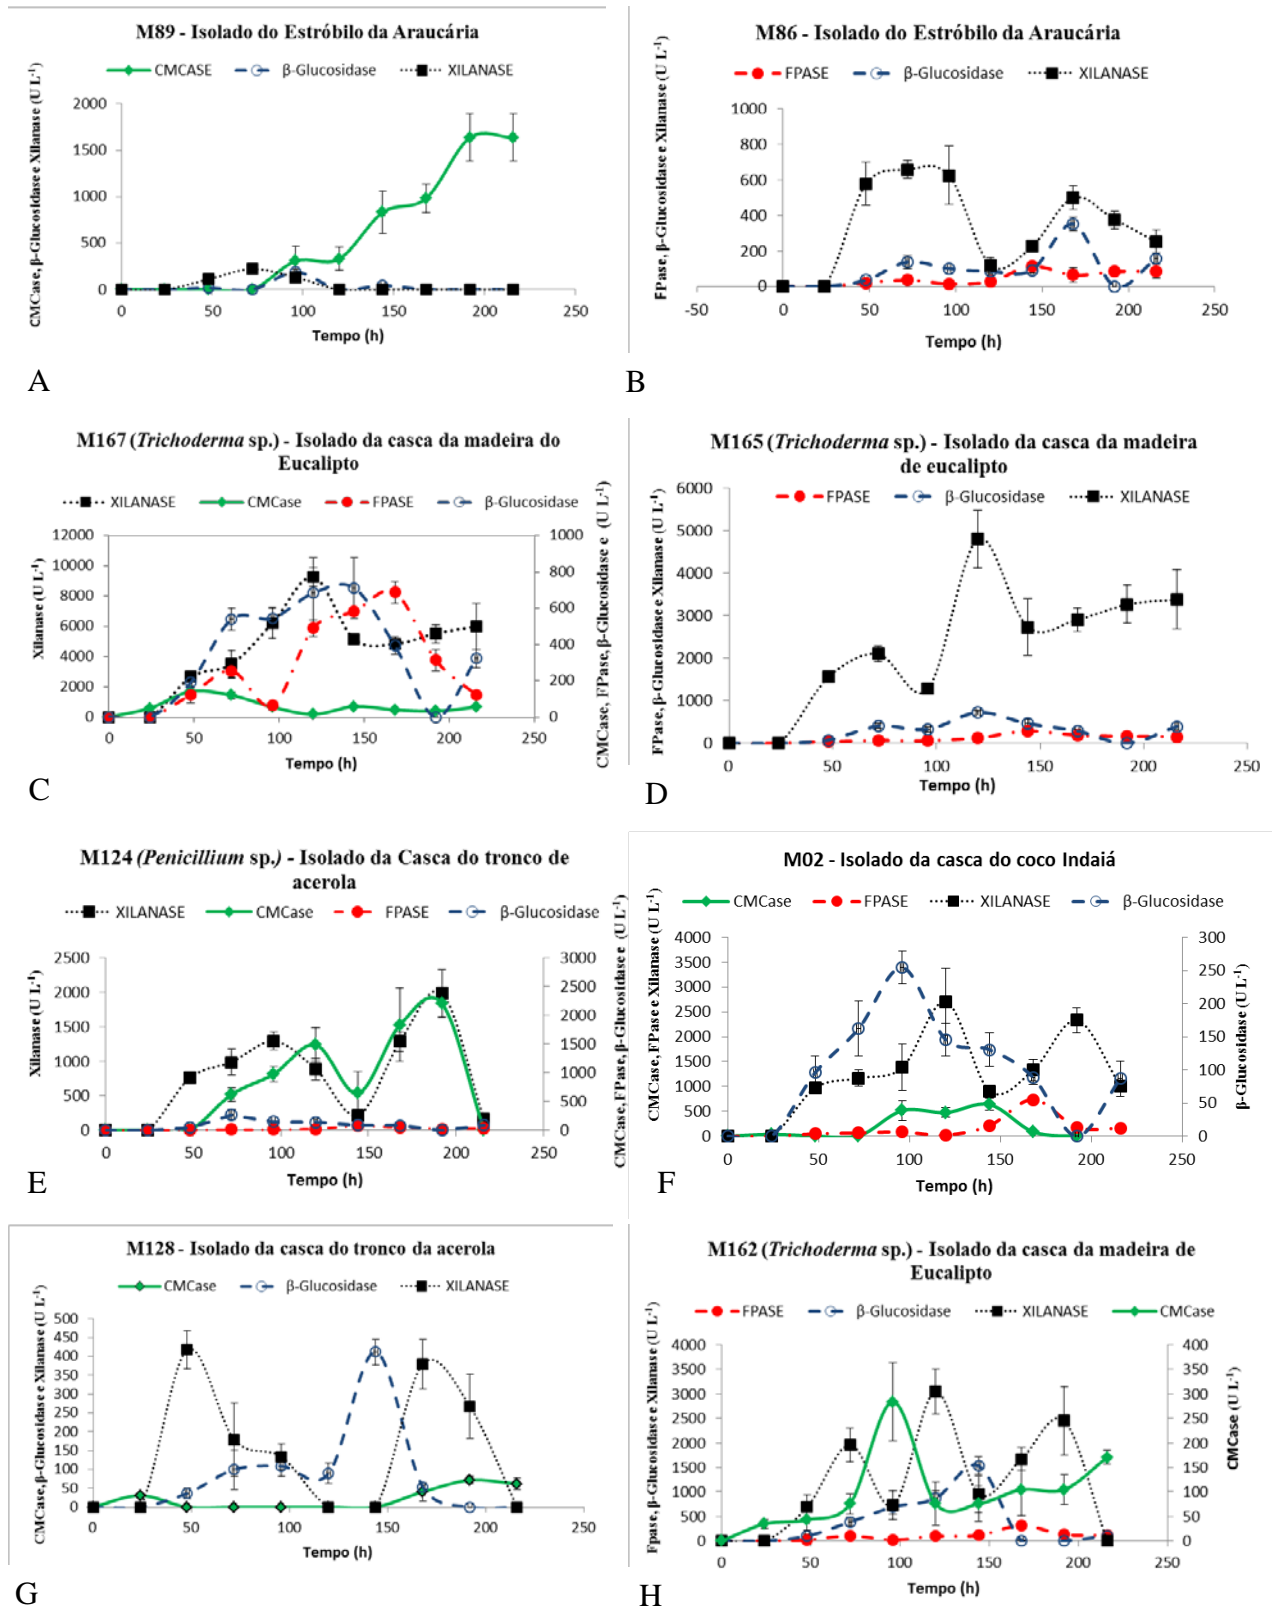 M89 - Isolado do Estróbilo da Araucária
CMCASE β-Glucosidase XILANASE
CMCase, β-Glucosidase e Xilanase (U L-1)
2000
1500
1000
500
0
0 50 100 150 200 250
Tempo (h)
A
M86 - Isolado do Estróbilo da Araucária
FPASE β-Glucosidase XILANASE
FPase, β-Glucosidase e Xilanase (U L-1)
1000
800
600
400
200
0
-50 0 50 100 150 200 250
Tempo (h)
B
M167 (Trichoderma sp.) - Isolado da casca da madeira do
Eucalipto
XILANASE CMCase FPASE β-Glucosidase
Xilanase (U L-1)
12000
10000
8000
6000
4000
2000
0
1000
800
600
400
200
0
CMCase, FPase, β-Glucosidase e (U L-1)
0 50 100 150 200 250
Tempo (h)
C
M165 (Trichoderma sp.) - Isolado da casca da madeira
de eucalipto
FPASE β-Glucosidase XILANASE
FPase, β-Glucosidase e Xilanase (U L-1)
6000
5000
4000
3000
2000
1000
0
0 50 100 150 200 250
Tempo (h)
D
M124 (Penicillium sp.) - Isolado da Casca do tronco de
acerola
XILANASE CMCase FPASE β-Glucosidase
Xilanase (U L-1)
2500
2000
1500
1000
500
0
3000
2500
2000
1500
1000
500
0
CMCase, FPase, β-Glucosidase e (U L-1)
0 50 100 150 200 250
Tempo (h)
E
M02 - Isolado da casca do coco Indaiá
CMCase FPASE XILANASE β-Glucosidase
CMCase, FPase e Xilanase (U L-1)
4000
3500
3000
2500
2000
1500
1000
500
0
300
250
200
150
100
50
0
β-Glucosidase (U L-1)
0 50 100 150 200 250
Tempo (h)
F
M128 - Isolado da casca do tronco da acerola
CMCase β-Glucosidase XILANASE
CMCase, β-Glucosidase e Xilanase (U L-1)
500
450
400
350
300
250
200
150
100
50
0
0 50 100 150 200 250
Tempo (h)
G
M162 (Trichoderma sp.) - Isolado da casca da madeira de
Eucalipto
FPASE β-Glucosidase XILANASE CMCase
Fpase, β-Glucosidase e Xilanase (U L-1)
4000
3500
3000
2500
2000
1500
1000
500
0
400
350
300
250
200
150
100
50
0
CMCase (U L-1)
0 50 100 150 200 250
Tempo (h)
H